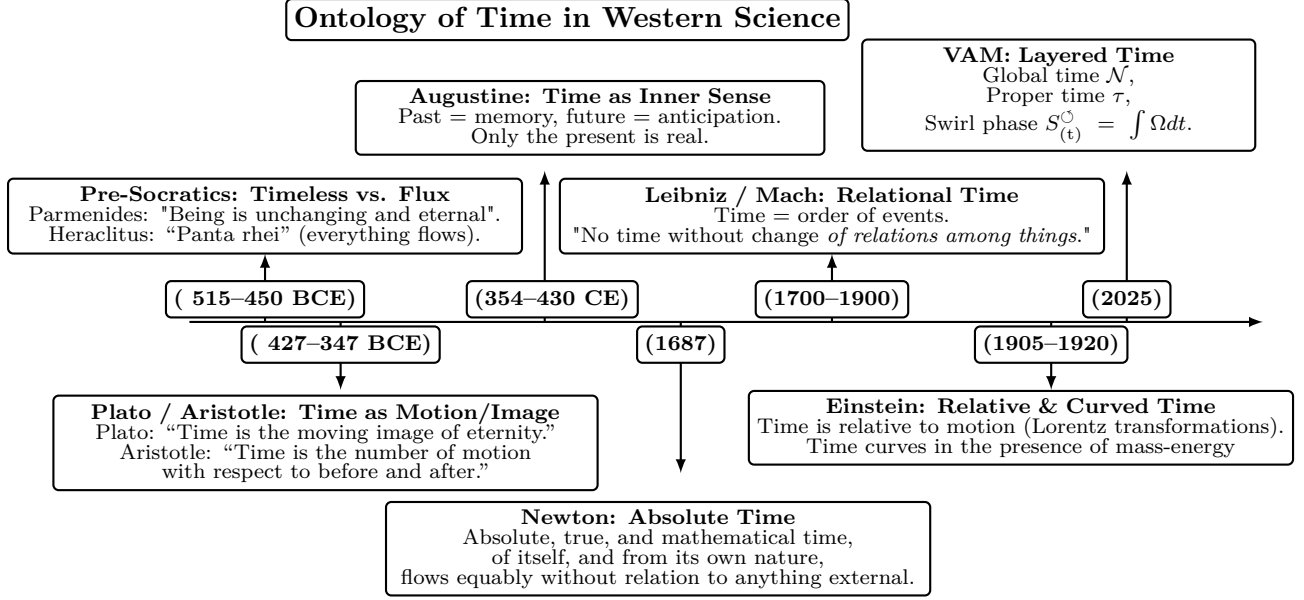 Ontology of Time in Western Science
VAM: Layered Time
Global time 𝒩,
Proper time τ,
Swirl phase S^↺_(t) = ∫ Ωdt.
Augustine: Time as Inner Sense
Past = memory, future = anticipation.
Only the present is real.
Pre-Socratics: Timeless vs. Flux
Parmenides: "Being is unchanging and eternal".
Heraclitus: “Panta rhei” (everything flows).
Leibniz / Mach: Relational Time
Time = order of events.
"No time without change of relations among things."
( 515–450 BCE)
(354–430 CE)
(1700–1900)
(2025)
( 427–347 BCE)
(1687)
(1905–1920)
Plato / Aristotle: Time as Motion/Image
Plato: “Time is the moving image of eternity.”
Aristotle: “Time is the number of motion
with respect to before and after.”
Einstein: Relative & Curved Time
Time is relative to motion (Lorentz transformations).
Time curves in the presence of mass-energy
Newton: Absolute Time
Absolute, true, and mathematical time,
of itself, and from its own nature,
flows equably without relation to anything external.